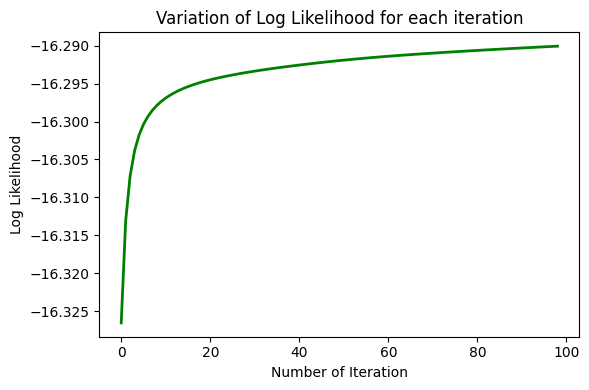 Variation of Log Likelihood for each iteration
−16.290
−16.295
−16.300
−16.305
−16.310
−16.315
−16.320
−16.325
Log Likelihood
0 20 40 60 80 100
Number of Iteration